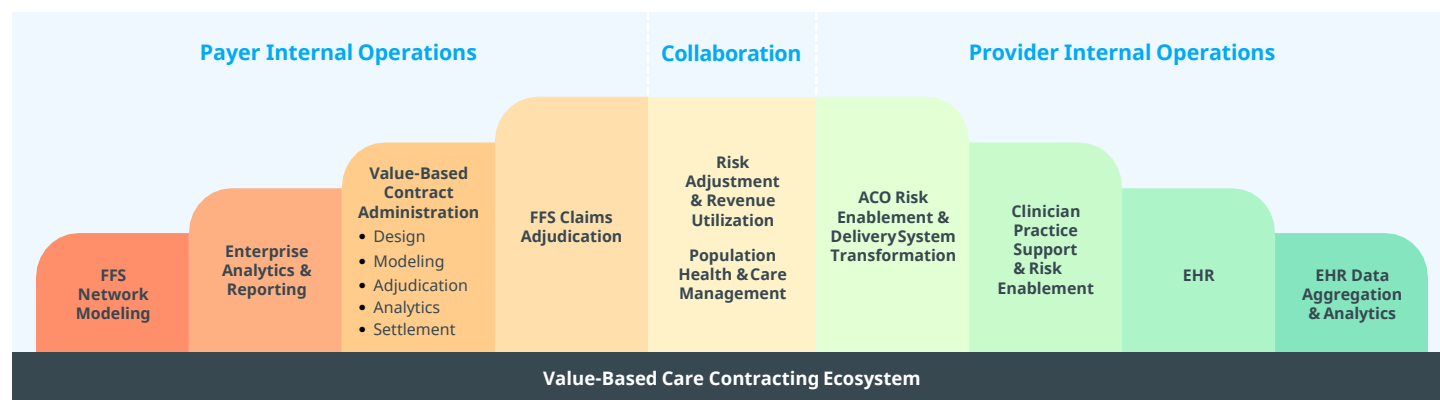 Payer Internal Operations
Collaboration
Provider Internal Operations
FFS
Network
Modeling
Enterprise
Analytics &
Reporting
Value-Based
Contract
Administration
• Design
• Modeling
• Adjudication
• Analytics
• Settlement
FFS Claims
Adjudication
Risk
Adjustment
& Revenue
Utilization
Population
Health & Care
Management
ACO Risk
Enablement &
Delivery System
Transformation
Clinician
Practice
Support
& Risk
Enablement
EHR
EHR Data
Aggregation
& Analytics
Value-Based Care Contracting Ecosystem